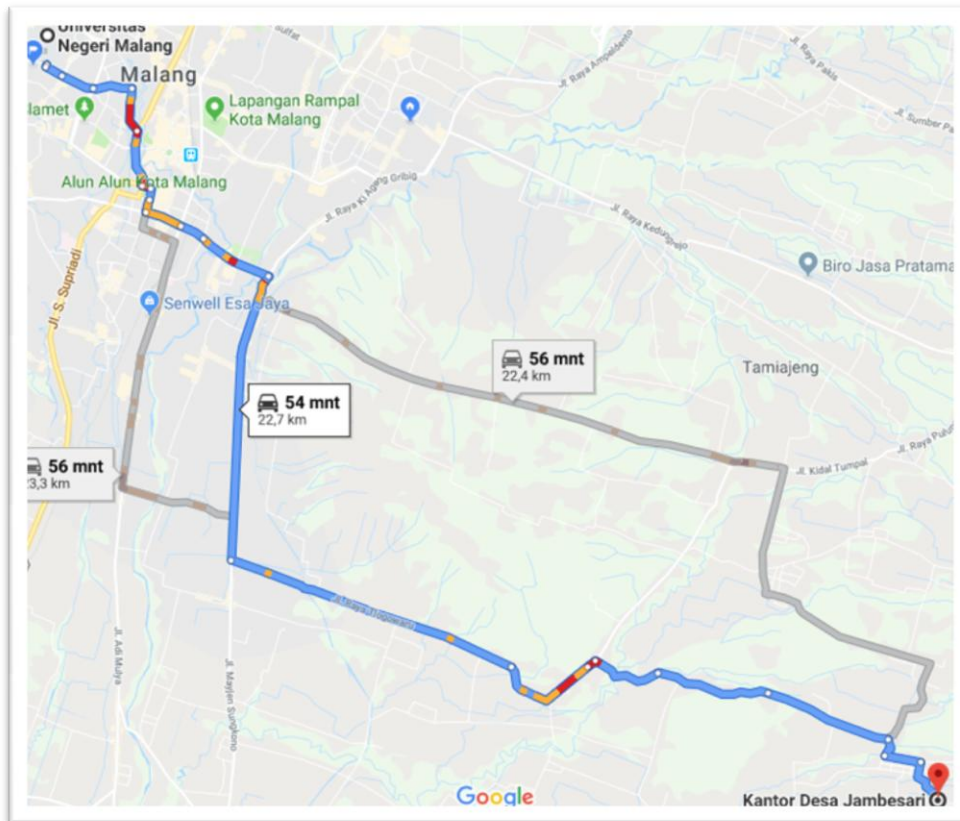 Universitas
Negeri Malang
Malang
Lapangan Rampal
Kota Malang
lamet
Alun Alun Kota Malang
Jl. Raya Ampeldento
Jl. Raya Pakis
Jl. Sumber Pa
Jl. Raya Ki Ageng Gribig
Jl. Raya Kedungrejo
Biro Jasa Pratama
Jl. S. Supriadi
Senwell Esa Jaya
56 mnt
22,4 km
Tamiajeng
54 mnt
22,7 km
56 mnt
23,3 km
Jl. Kidal Tumpal
Jl. Adi Mulya
Jl. Mayjen Sungkono
Google
Kantor Desa Jambesari